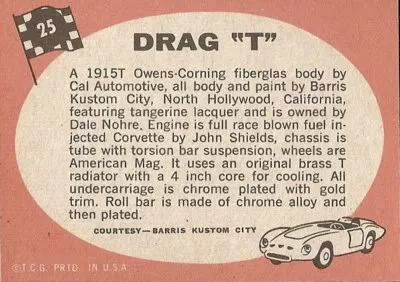 25
DRAG "T"
A 1915T Owens-Corning fiberglas body by
Cal Automotive, all body and paint by Barris
Kustom City, North Hollywood, California,
featuring tangerine lacquer and is owned by
Dale Nohre. Engine is full race blown fuel in-
jected Corvette by John Shields, chassis is
tube with torsion bar suspension, wheels are
American Mag. It uses an original brass T
radiator with a 4 inch core for cooling. All
undercarriage is chrome plated with gold
trim. Roll bar is made of chrome alloy and
then plated.
COURTESY—BARRIS KUSTOM CITY
©T.C.G. PRTD. IN U.S.A.